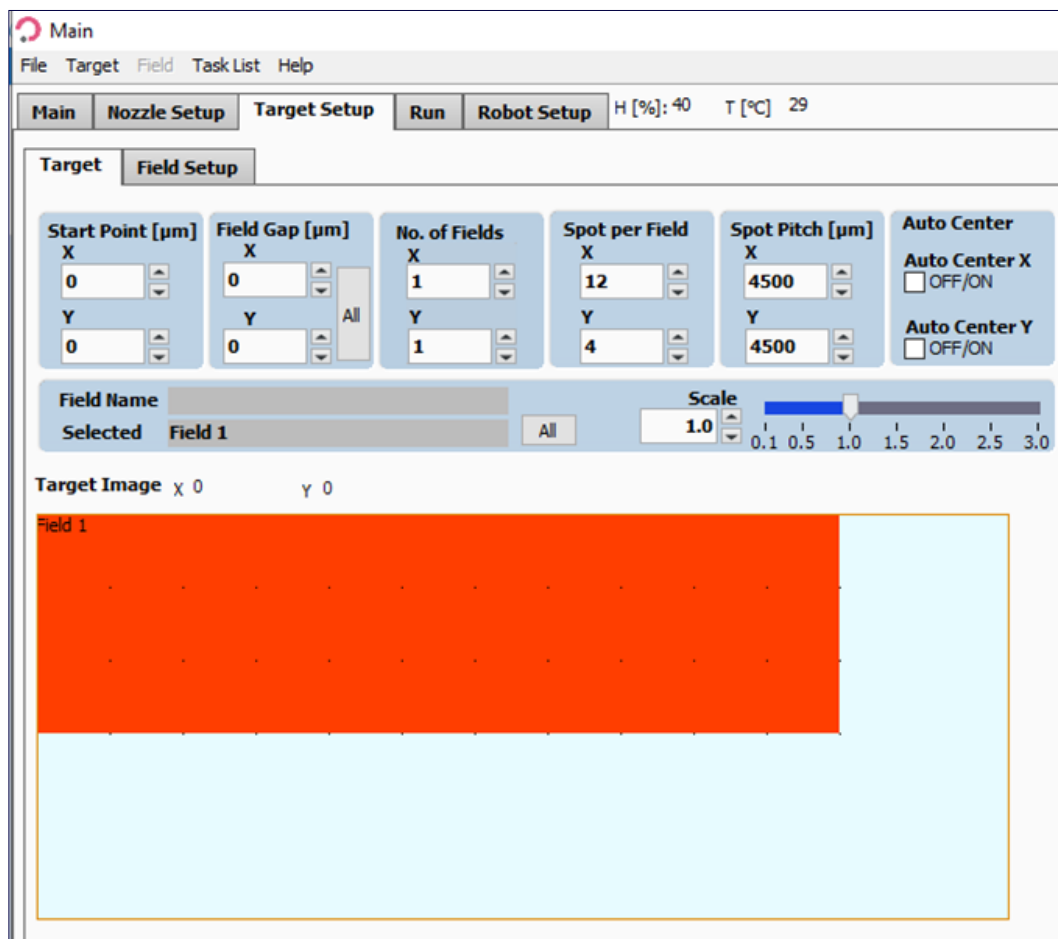 Main
File Target Field Task List Help
Main Nozzle Setup Target Setup Run Robot Setup H [%]: 40 T [ºC] 29
Target Field Setup
Start Point [µm] Field Gap [µm] No. of Fields Spot per Field Spot Pitch [µm] Auto Center
X X X X X Auto Center X
0 0 1 12 4500 OFF/ON
All
Y Y Y Y Y Auto Center Y
0 0 1 4 4500 OFF/ON
Field Name Scale
Selected Field 1 All 1.0
0.1 0.5 1.0 1.5 2.0 2.5 3.0
Target Image X 0 Y 0
Field 1